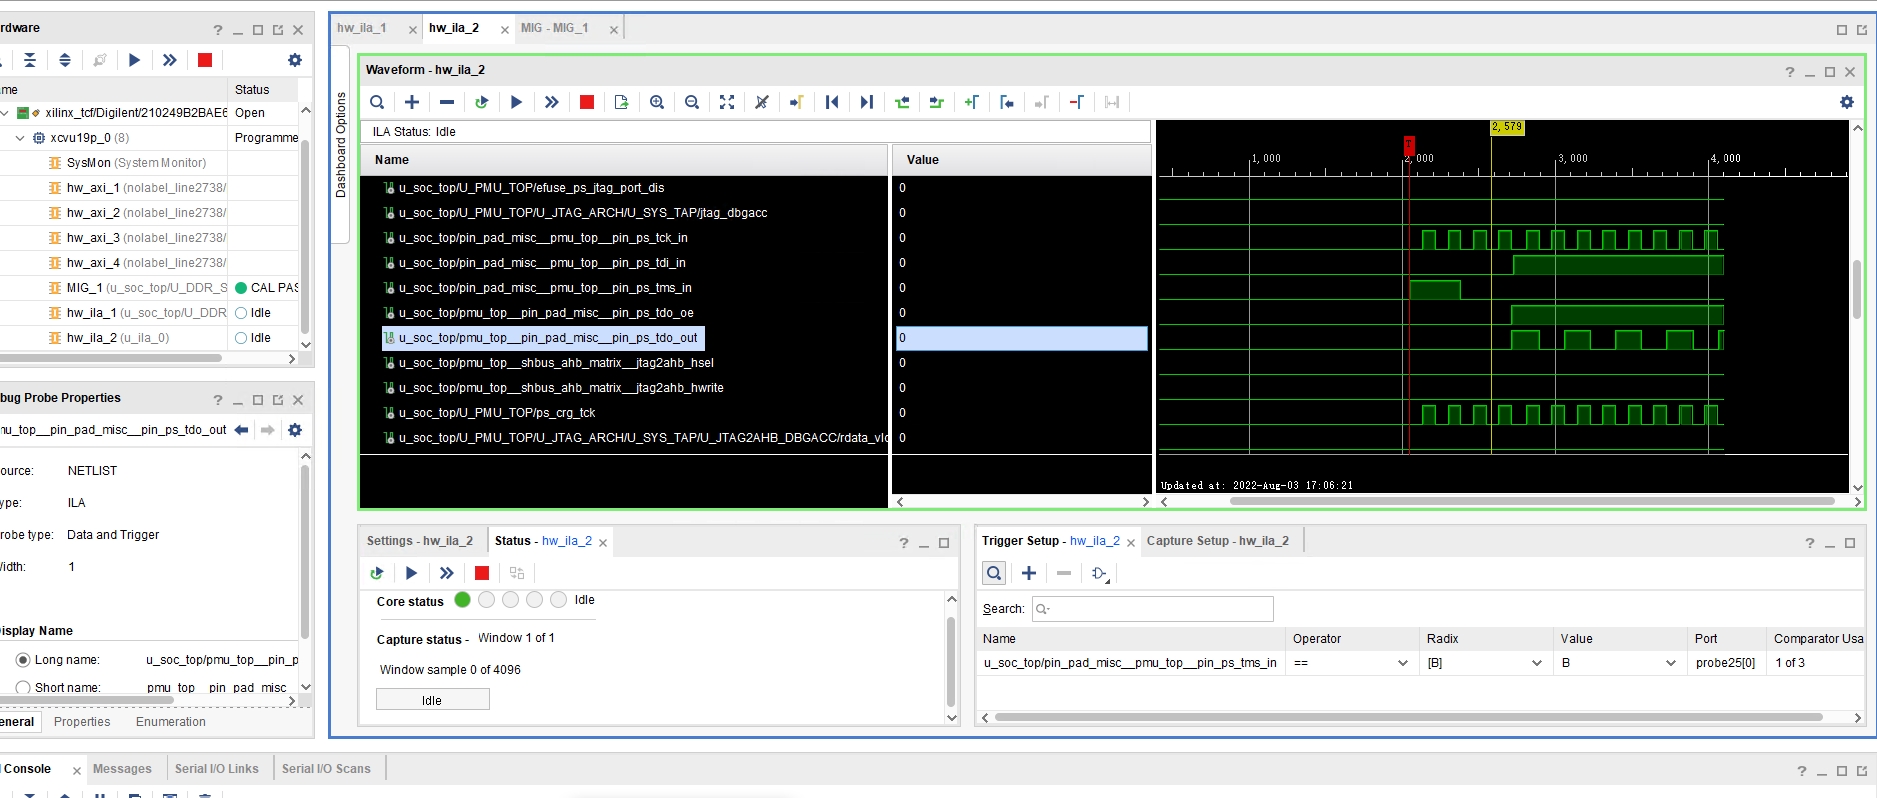 rdware
me Status
xilinx_tcf/Digilent/210249B2BAE6 Open
xcvu19p_0 (8) Programme
SysMon (System Monitor)
hw_axi_1 (nolabel_line2738/
hw_axi_2 (nolabel_line2738/
hw_axi_3 (nolabel_line2738/
hw_axi_4 (nolabel_line2738/
MIG_1 (u_soc_top/U_DDR_S CAL PAS
hw_ila_1 (u_soc_top/U_DDR Idle
hw_ila_2 (u_ila_0) Idle
bug Probe Properties
nu_top__pin_pad_misc__pin_ps_tdo_out
ource: NETLIST
ype: ILA
robe type: Data and Trigger
Width: 1
Display Name
Long name: u_soc_top/pmu_top__pin_p
Short name: pmu_top__pin_pad_misc_
eneral Properties Enumeration
hw_ila_1 hw_ila_2 MIG - MIG_1
Dashboard Options
Waveform - hw_ila_2
ILA Status: Idle
Name Value
u_soc_top/U_PMU_TOP/efuse_ps_jtag_port_dis 0
u_soc_top/U_PMU_TOP/U_JTAG_ARCH/U_SYS_TAP/jtag_dbgacc 0
u_soc_top/pin_pad_misc__pmu_top__pin_ps_tck_in 0
u_soc_top/pin_pad_misc__pmu_top__pin_ps_tdi_in 0
u_soc_top/pin_pad_misc__pmu_top__pin_ps_tms_in 0
u_soc_top/pmu_top__pin_pad_misc__pin_ps_tdo_oe 0
u_soc_top/pmu_top__pin_pad_misc__pin_ps_tdo_out 0
u_soc_top/pmu_top__shbus_ahb_matrix__jtag2ahb_hsel 0
u_soc_top/pmu_top__shbus_ahb_matrix__jtag2ahb_hwrite 0
u_soc_top/U_PMU_TOP/ps_crg_tck 0
u_soc_top/U_PMU_TOP/U_JTAG_ARCH/U_SYS_TAP/U_JTAG2AHB_DBGACC/rdata_vlc 0
2,579
T
1,000 2,000 3,000 4,000
Updated at: 2022-Aug-03 17:06:21
Settings - hw_ila_2 Status - hw_ila_2
Core status Idle
Capture status - Window 1 of 1
Window sample 0 of 4096
Idle
Trigger Setup - hw_ila_2 Capture Setup - hw_ila_2
Search:
Name Operator Radix Value Port Comparator Usa
u_soc_top/pin_pad_misc__pmu_top__pin_ps_tms_in == [B] B probe25[0] 1 of 3
l Console Messages Serial I/O Links Serial I/O Scans